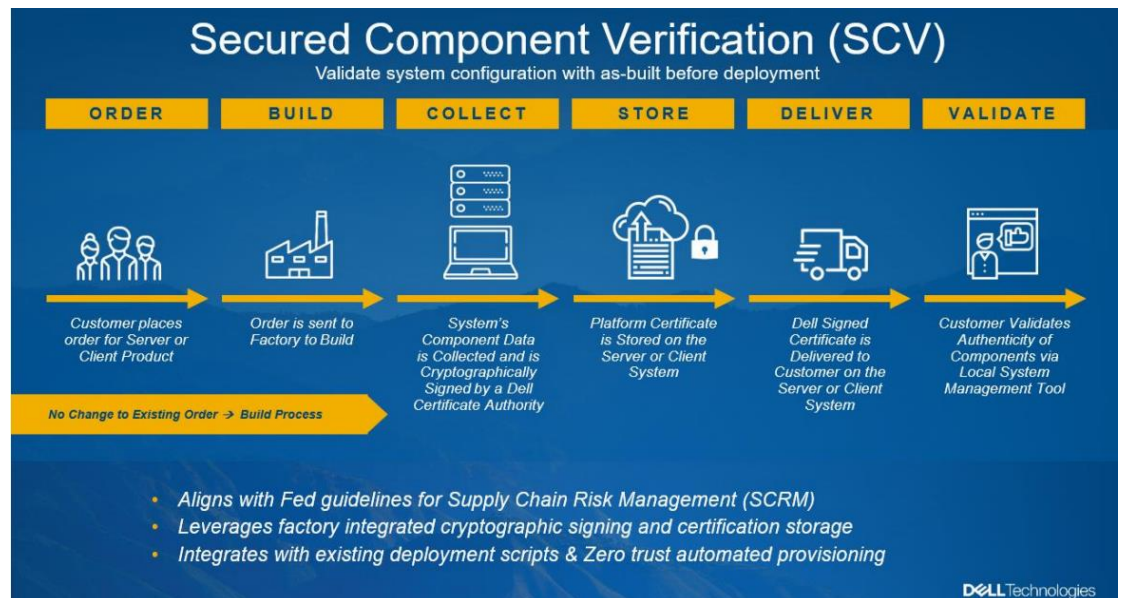 Secured Component Verification (SCV)
Validate system configuration with as-built before deployment
ORDER
BUILD
COLLECT
STORE
DELIVER
VALIDATE
Customer places
order for Server or
Client Product
Order is sent to
Factory to Build
System's
Component Data
is Collected and is
Cryptographically
Signed by a Dell
Certificate Authority
Platform Certificate
is Stored on the
Server or Client
System
Dell Signed
Certificate is
Delivered to
Customer on the
Server or Client
System
Customer Validates
Authenticity of
Components via
Local System
Management Tool
No Change to Existing Order → Build Process
• Aligns with Fed guidelines for Supply Chain Risk Management (SCRM)
• Leverages factory integrated cryptographic signing and certification storage
• Integrates with existing deployment scripts & Zero trust automated provisioning
DELLTechnologies